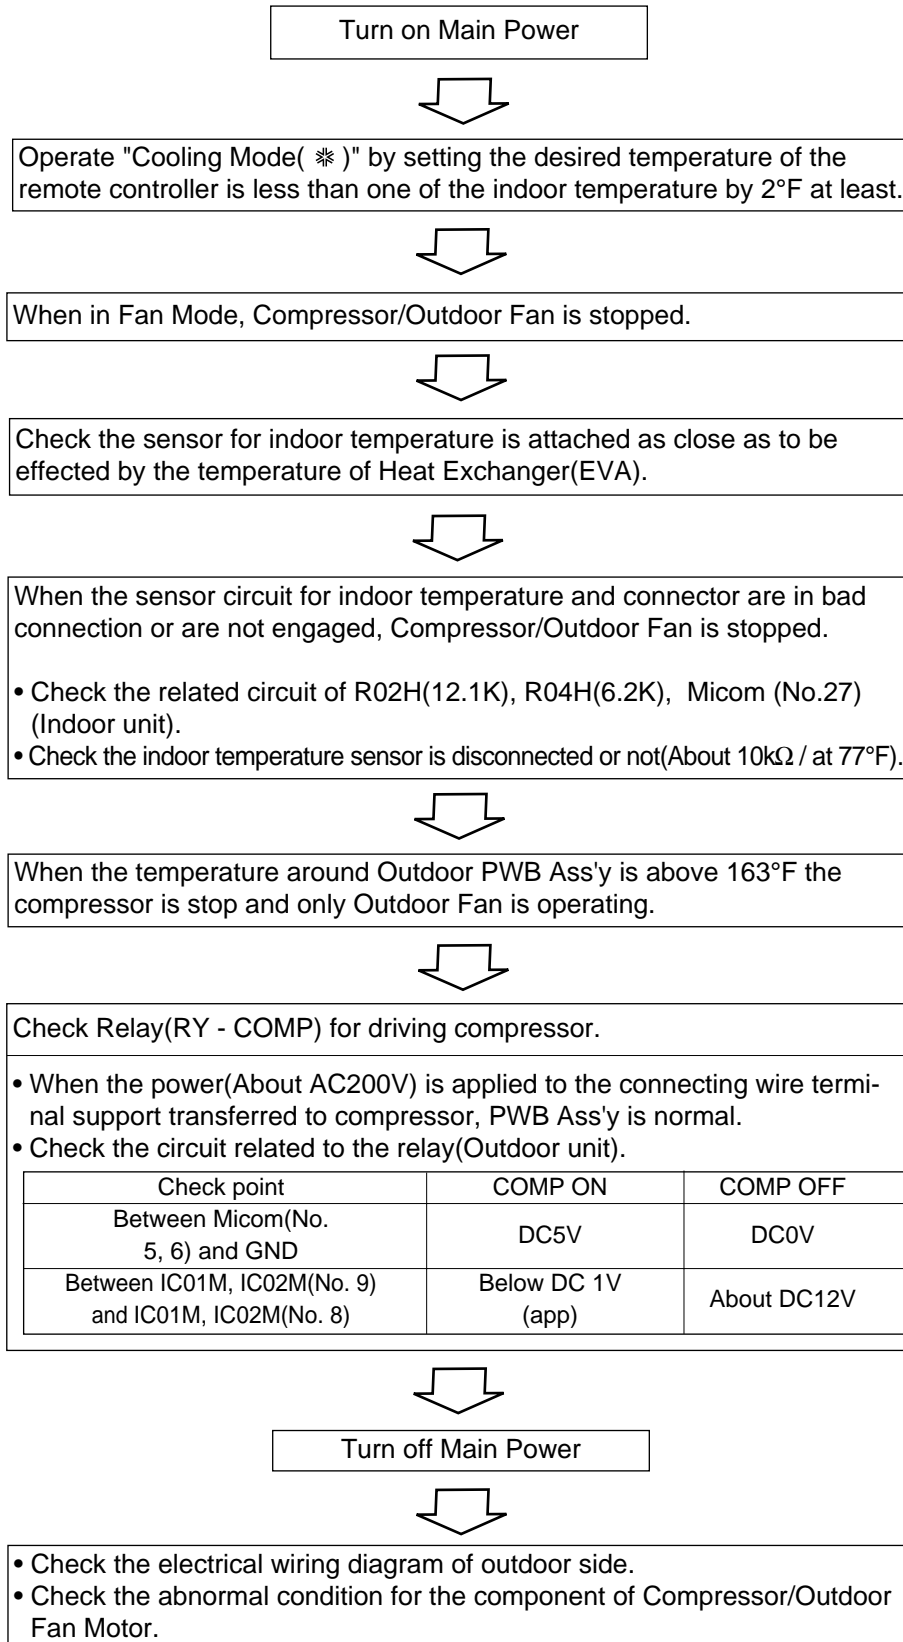 Turn on Main Power
Operate "Cooling Mode( ❋ )" by setting the desired temperature of the
remote controller is less than one of the indoor temperature by 2°F at least.
When in Fan Mode, Compressor/Outdoor Fan is stopped.
Check the sensor for indoor temperature is attached as close as to be
effected by the temperature of Heat Exchanger(EVA).
When the sensor circuit for indoor temperature and connector are in bad
connection or are not engaged, Compressor/Outdoor Fan is stopped.
• Check the related circuit of R02H(12.1K), R04H(6.2K), Micom (No.27)
(Indoor unit).
• Check the indoor temperature sensor is disconnected or not(About 10kΩ / at 77°F).
When the temperature around Outdoor PWB Ass'y is above 163°F the
compressor is stop and only Outdoor Fan is operating.
Check Relay(RY - COMP) for driving compressor.
• When the power(About AC200V) is applied to the connecting wire termi-
nal support transferred to compressor, PWB Ass'y is normal.
• Check the circuit related to the relay(Outdoor unit).
Check point COMP ON COMP OFF
Between Micom(No.
5, 6) and GND DC5V DC0V
Between IC01M, IC02M(No. 9) Below DC 1V
and IC01M, IC02M(No. 8) (app) About DC12V
Turn off Main Power
• Check the electrical wiring diagram of outdoor side.
• Check the abnormal condition for the component of Compressor/Outdoor
Fan Motor.